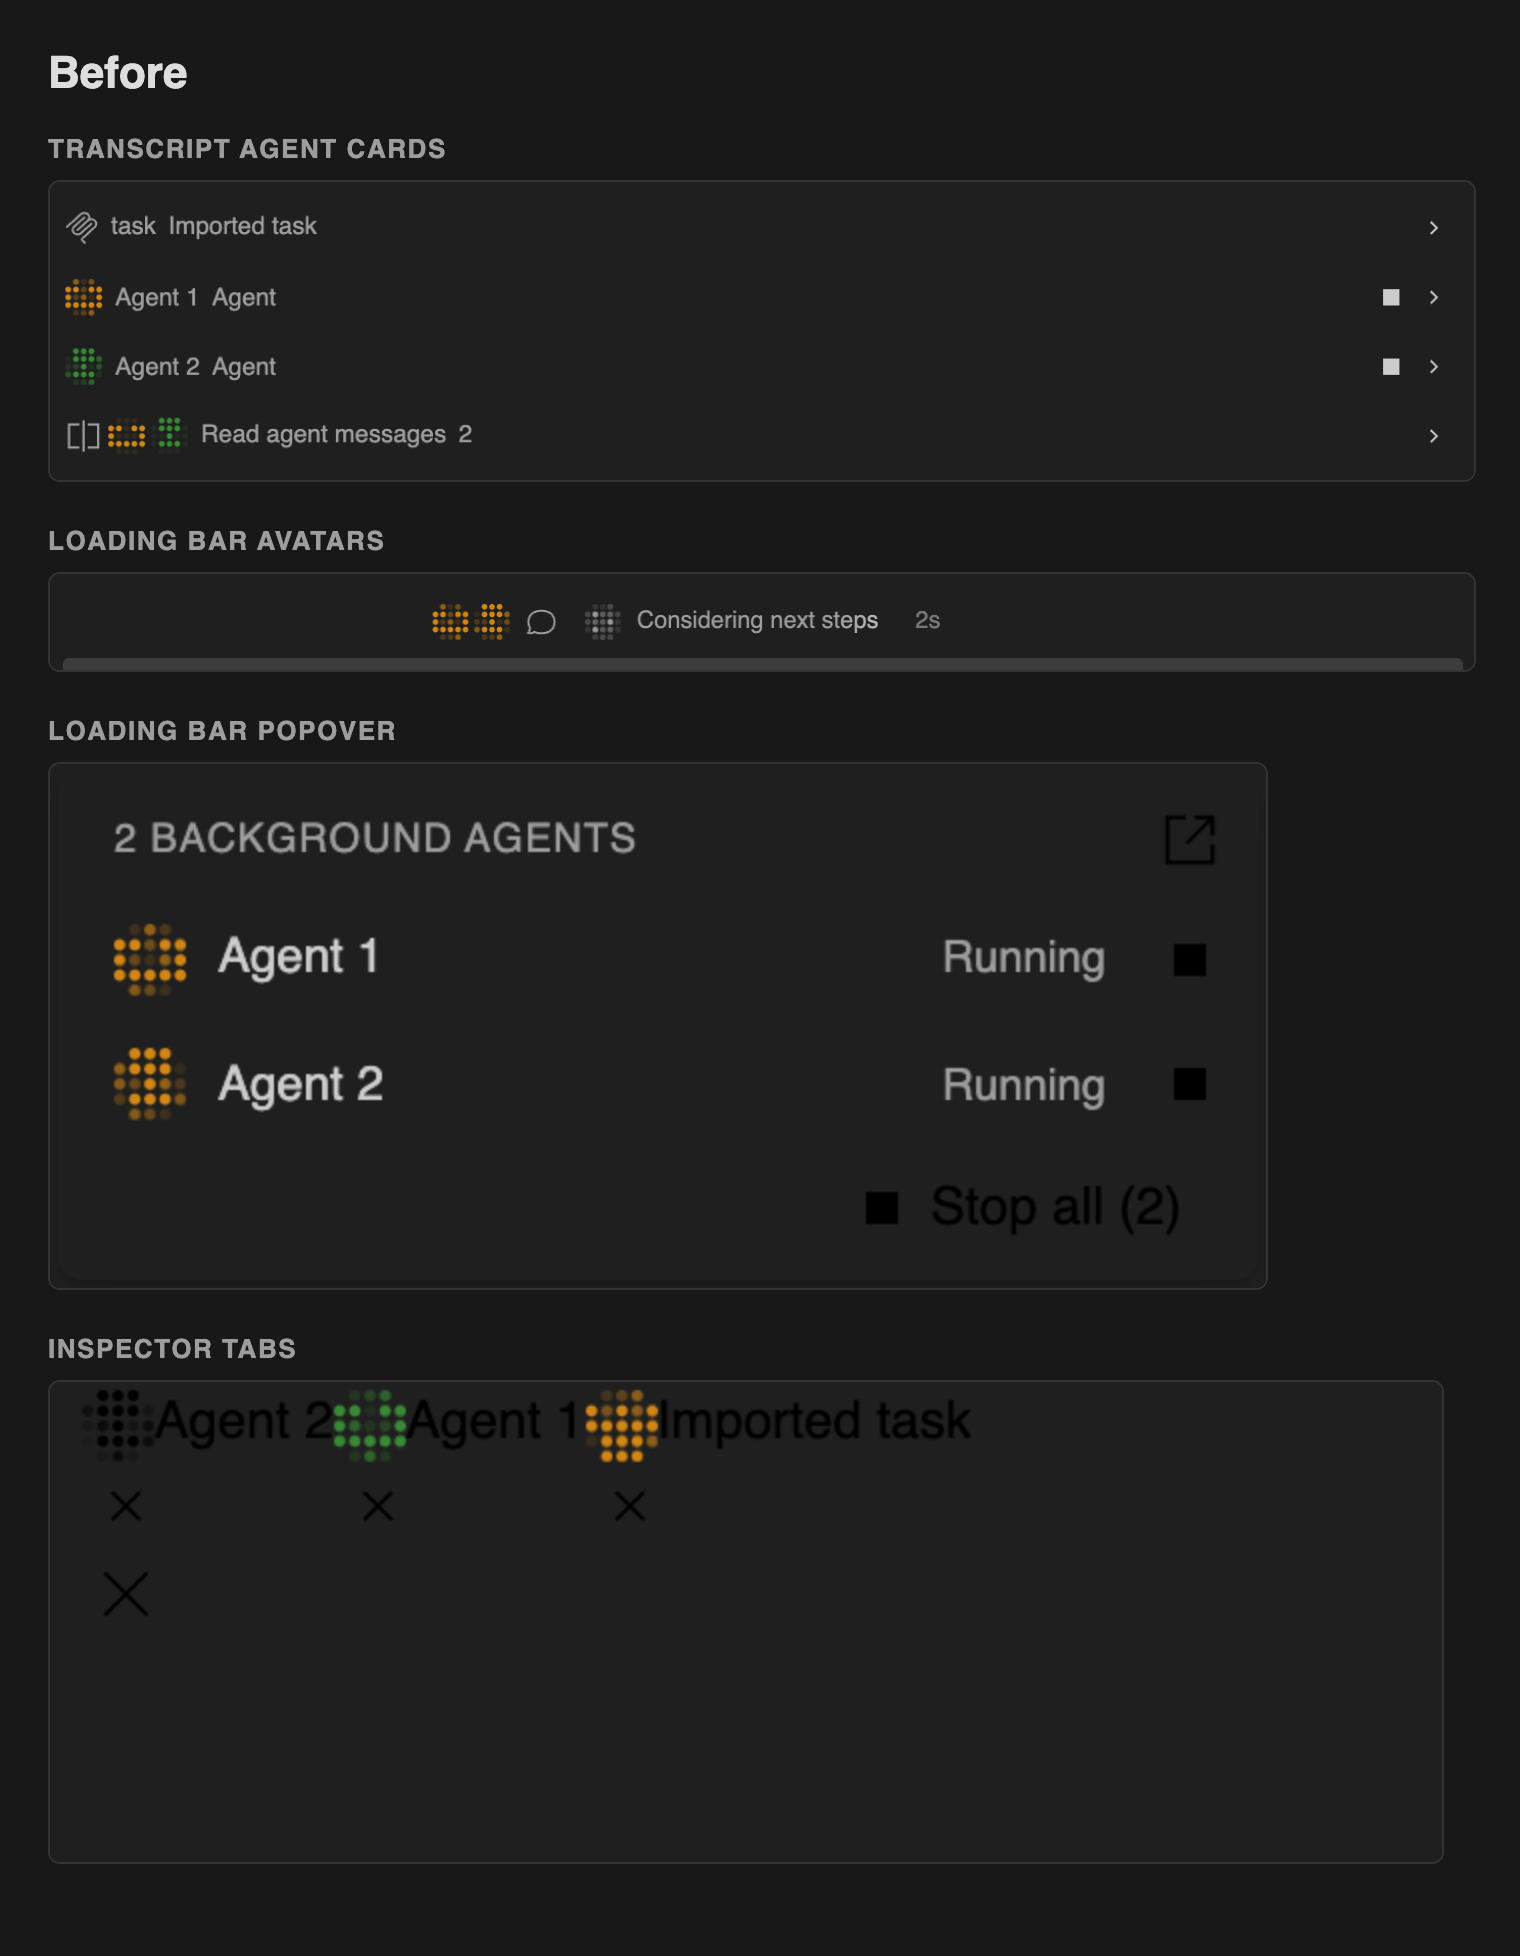 Before
TRANSCRIPT AGENT CARDS
task Imported task
Agent 1 Agent
Agent 2 Agent
Read agent messages 2
LOADING BAR AVATARS
Considering next steps 2s
LOADING BAR POPOVER
2 BACKGROUND AGENTS
Agent 1 Running
Agent 2 Running
Stop all (2)
INSPECTOR TABS
Agent 2 Agent 1 Imported task